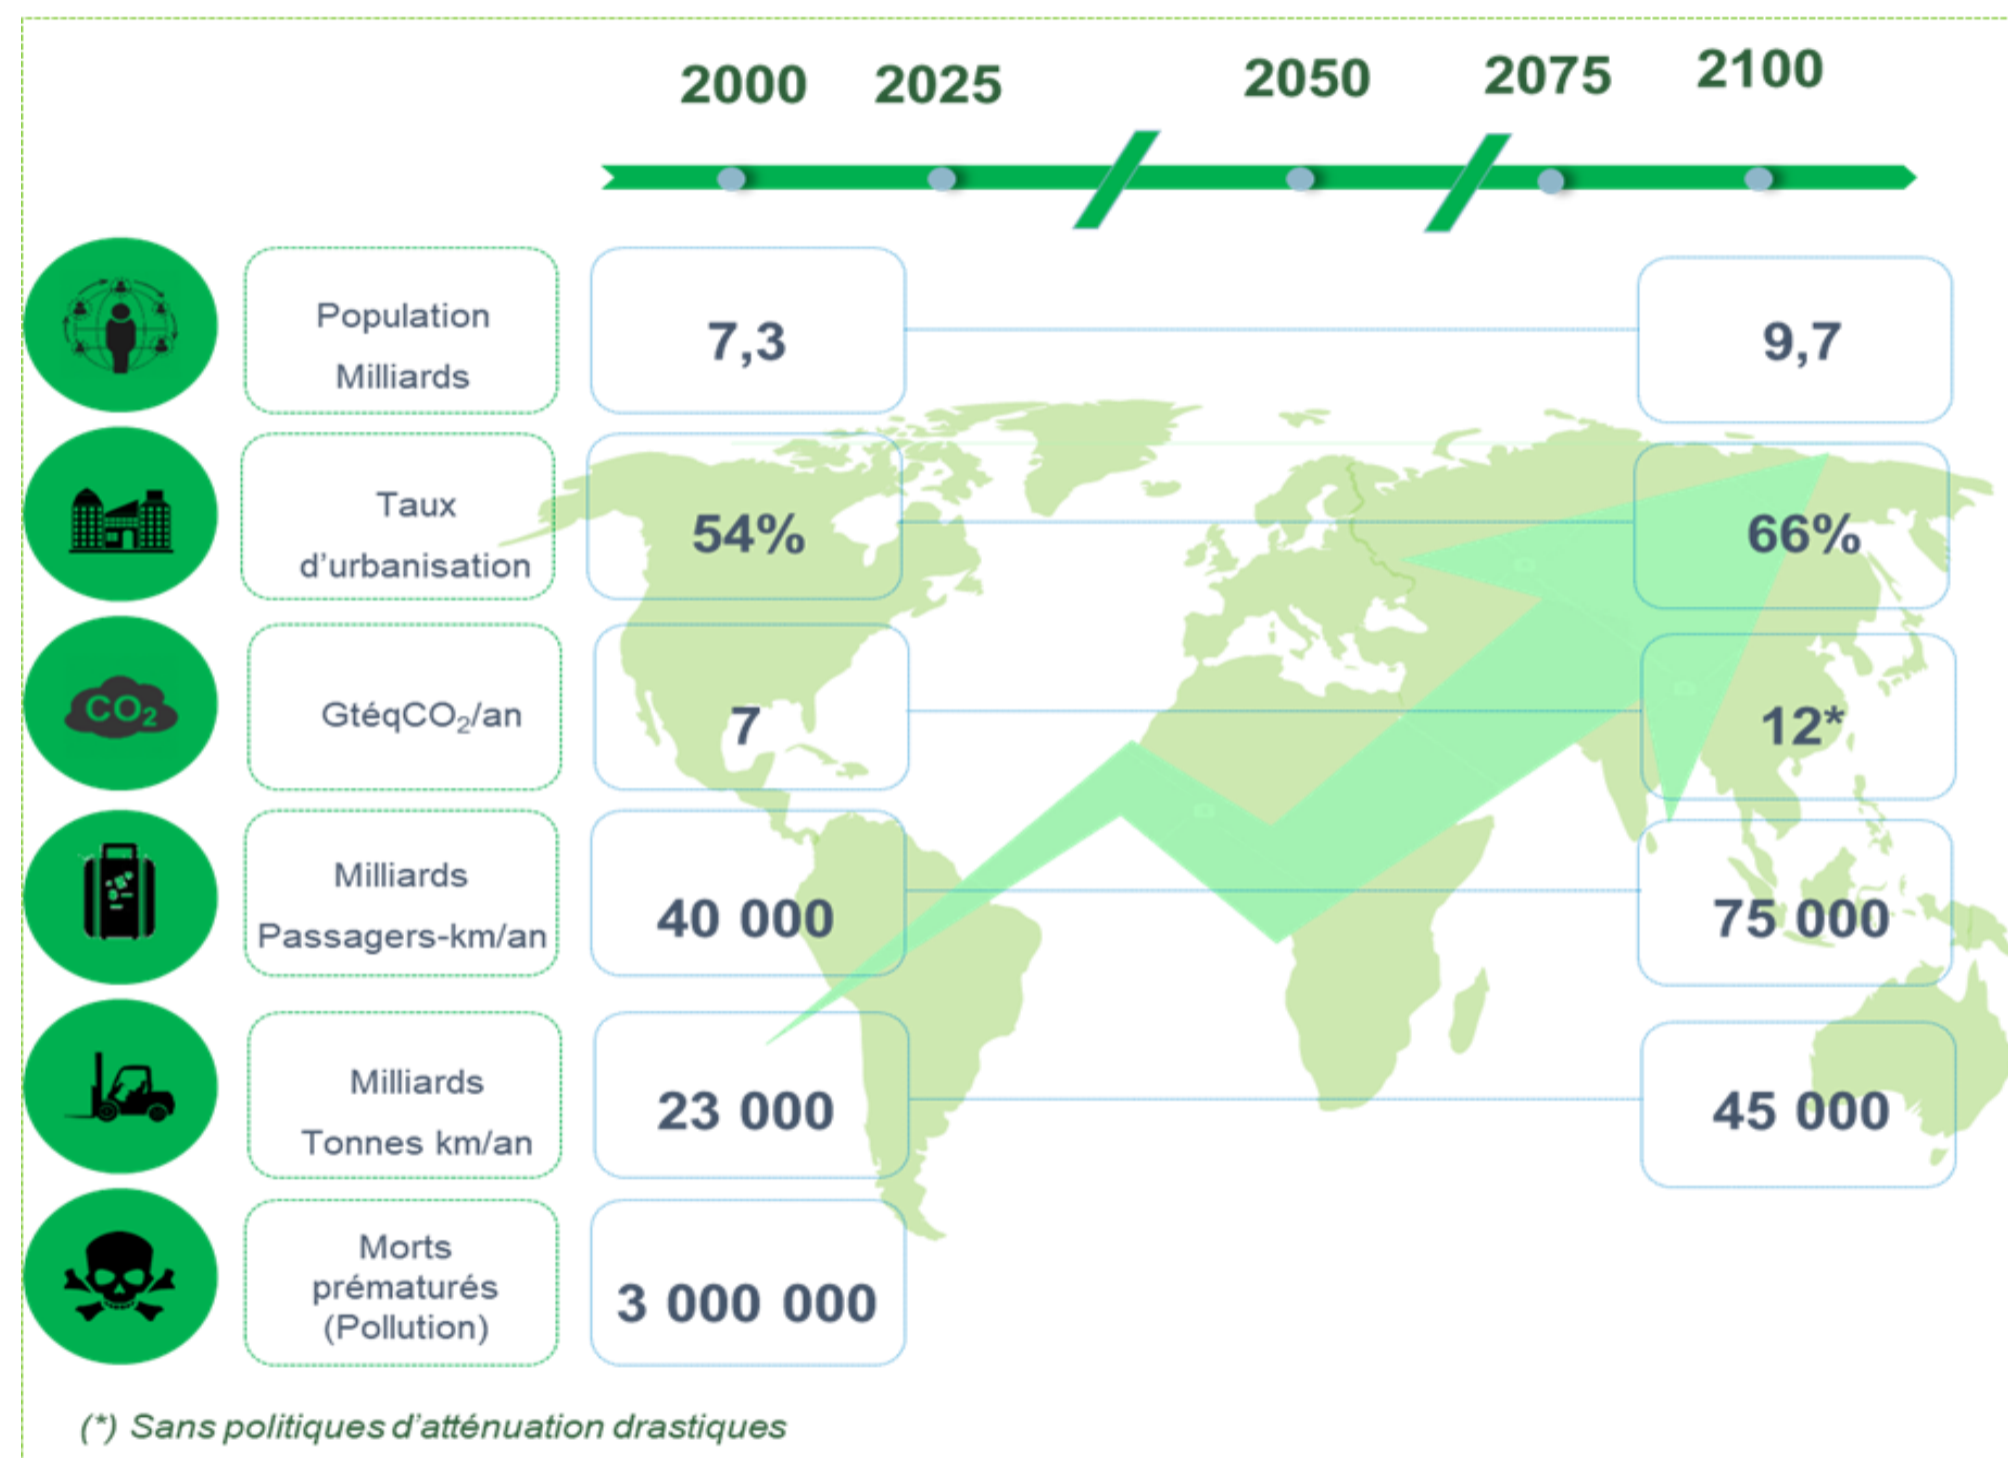 2000 2025 2050 2075 2100
Population
Milliards
7,3
9,7
Taux
d’urbanisation
54%
66%
CO₂
GtéqCO₂/an
7
12*
Milliards
Passagers-km/an
40 000
75 000
Milliards
Tonnes km/an
23 000
45 000
Morts
prématurés
(Pollution)
3 000 000
(*) Sans politiques d’atténuation drastiques